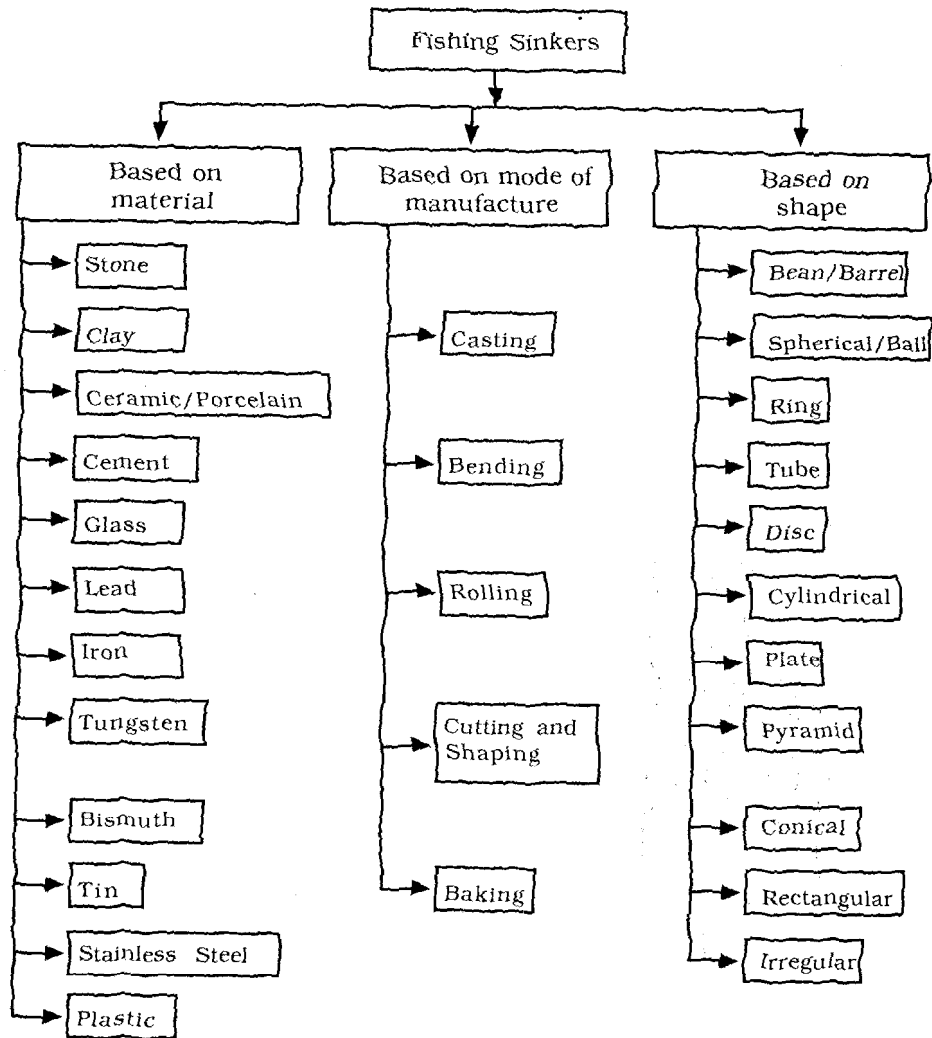 Fishing Sinkers
Based on
material
Stone
Clay
Ceramic/Porcelain
Cement
Glass
Lead
Iron
Tungsten
Bismuth
Tin
Stainless Steel
Plastic
Based on mode of
manufacture
Casting
Bending
Rolling
Cutting and
Shaping
Baking
Based on
shape
Bean/Barrel
Spherical/Ball
Ring
Tube
Disc
Cylindrical
Plate
Pyramid
Conical
Rectangular
Irregular